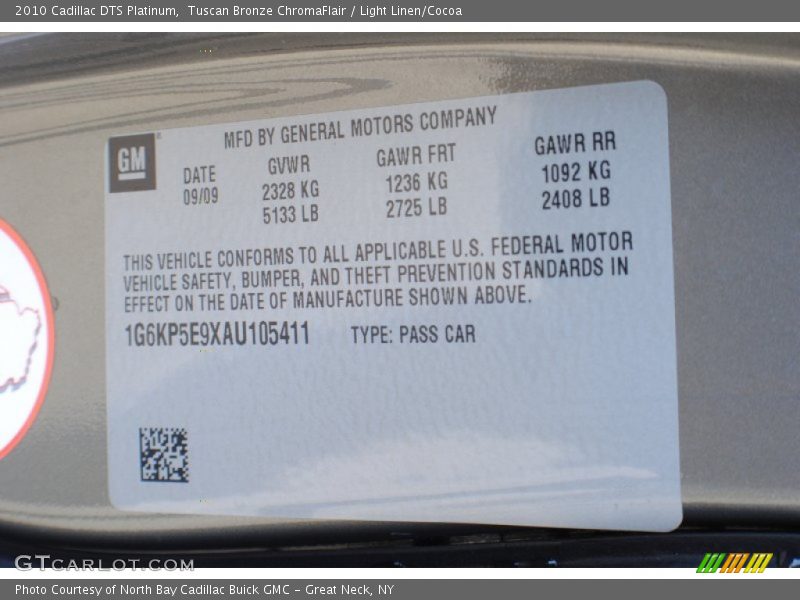 2010 Cadillac DTS Platinum,  Tuscan Bronze ChromaFlair / Light Linen/Cocoa
MFD BY GENERAL MOTORS COMPANY
GM
DATE GVWR GAWR FRT GAWR RR
09/09 2328 KG 1236 KG 1092 KG
5133 LB 2725 LB 2408 LB
THIS VEHICLE CONFORMS TO ALL APPLICABLE U.S. FEDERAL MOTOR
VEHICLE SAFETY, BUMPER, AND THEFT PREVENTION STANDARDS IN
EFFECT ON THE DATE OF MANUFACTURE SHOWN ABOVE.
1G6KP5E9XAU105411 TYPE: PASS CAR
GTcarlot.com
Photo Courtesy of North Bay Cadillac Buick GMC - Great Neck, NY